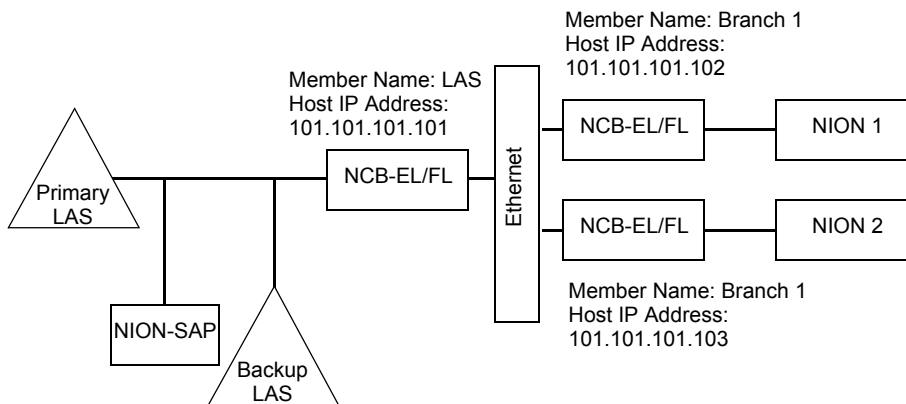 Member Name: Branch 1
Host IP Address:
101.101.101.102
Member Name: LAS
Host IP Address:
101.101.101.101
NCB-EL/FL
NION 1
NCB-EL/FL
Primary
LAS
Ethernet
NCB-EL/FL
NION 2
Member Name: Branch 1
Host IP Address:
101.101.101.103
NION-SAP
Backup
LAS